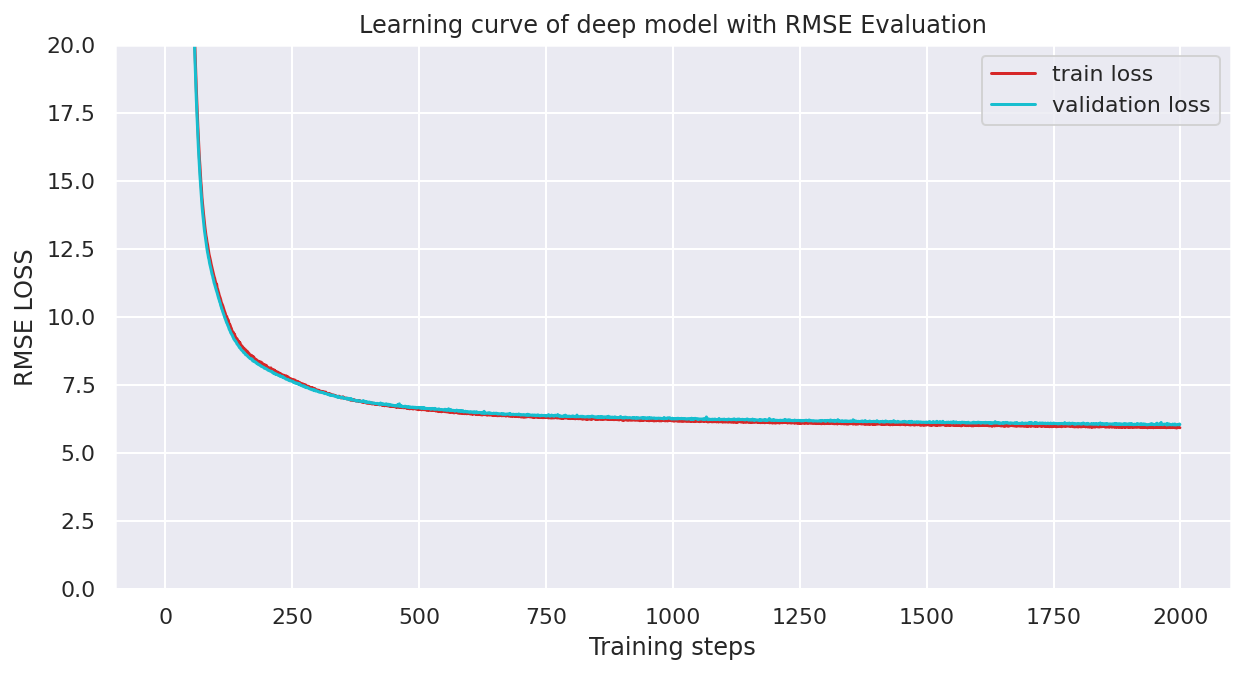 Learning curve of deep model with RMSE Evaluation
train loss
validation loss
RMSE LOSS
20.0
17.5
15.0
12.5
10.0
7.5
5.0
2.5
0.0
0 250 500 750 1000 1250 1500 1750 2000
Training steps